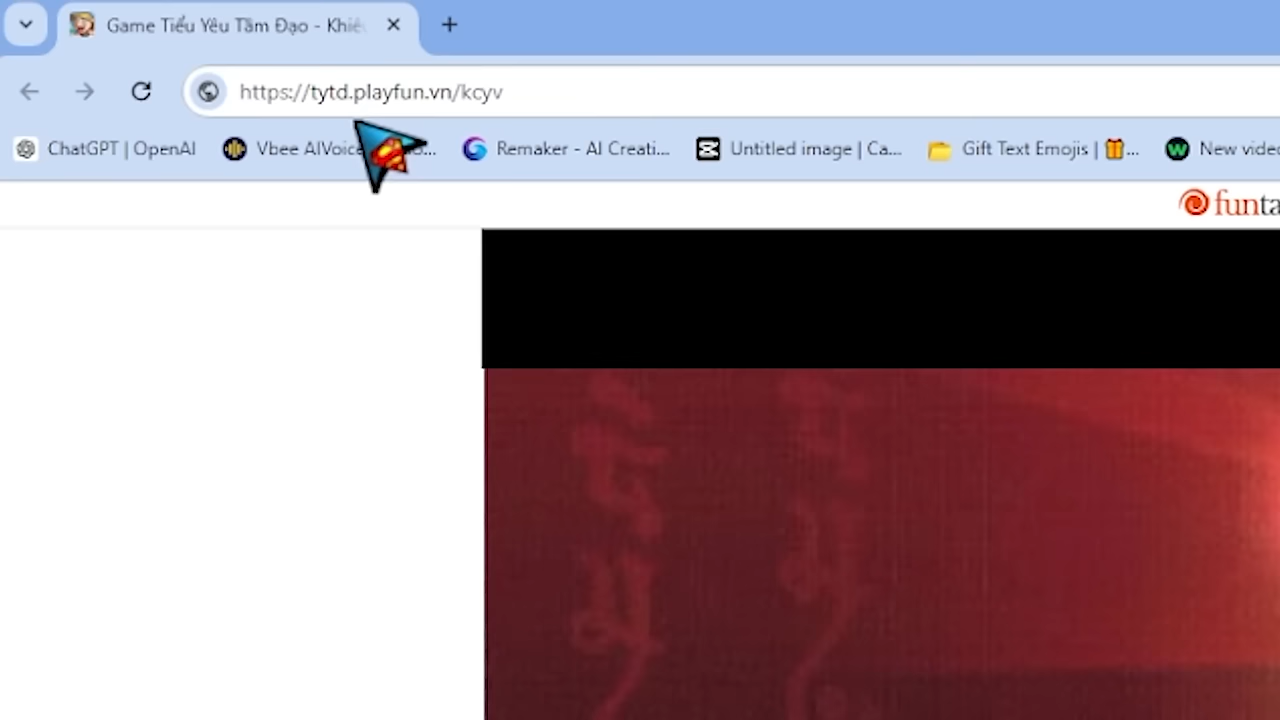 Game Tiểu Yêu Tầm Đạo - Khiê
https://tytd.playfun.vn/kcyv
ChatGPT | OpenAI
Vbee AIVoice
Remaker - AI Creati...
Untitled image | Ca...
Gift Text Emojis | 🎁...
New video
funta